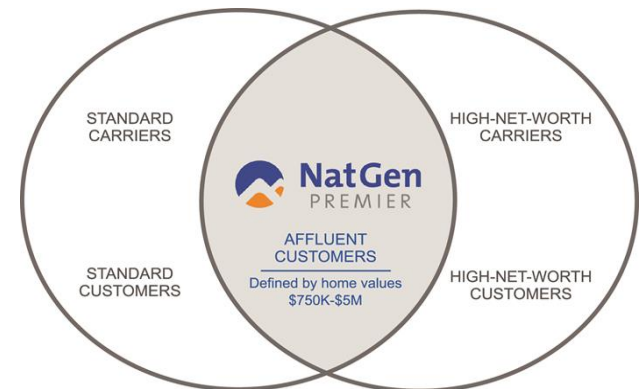 STANDARD
CARRIERS
STANDARD
CUSTOMERS
NatGen
PREMIER
AFFLUENT
CUSTOMERS
Defined by home values
$750K-$5M
HIGH-NET-WORTH
CARRIERS
HIGH-NET-WORTH
CUSTOMERS